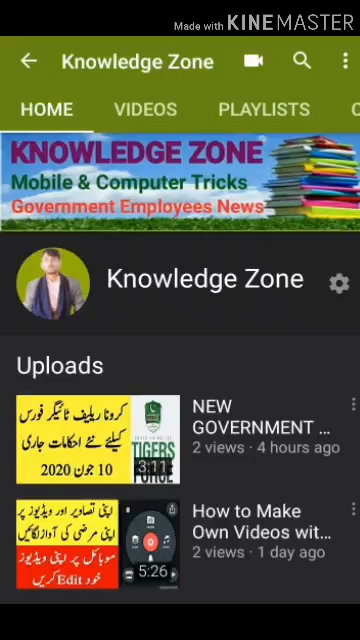 Made with KINEMASTER
Knowledge Zone
HOME VIDEOS PLAYLISTS
KNOWLEDGE ZONE
Mobile & Computer Tricks
Government Employees News
Knowledge Zone
Uploads
کرونا ریلیف ٹائیگر فورس
کیلئے نئے احکامات جاری
10 جون 2020
TIGERS
FORCE
3:11
NEW
GOVERNMENT ...
2 views · 4 hours ago
اپنی تصاویر اور ویڈیوز پر
اپنی مرضی کی آواز لگائیں
موبائل پر اپنی ویڈیوز
خود Edit کریں
5:26
How to Make
Own Videos wit...
2 views · 1 day ago